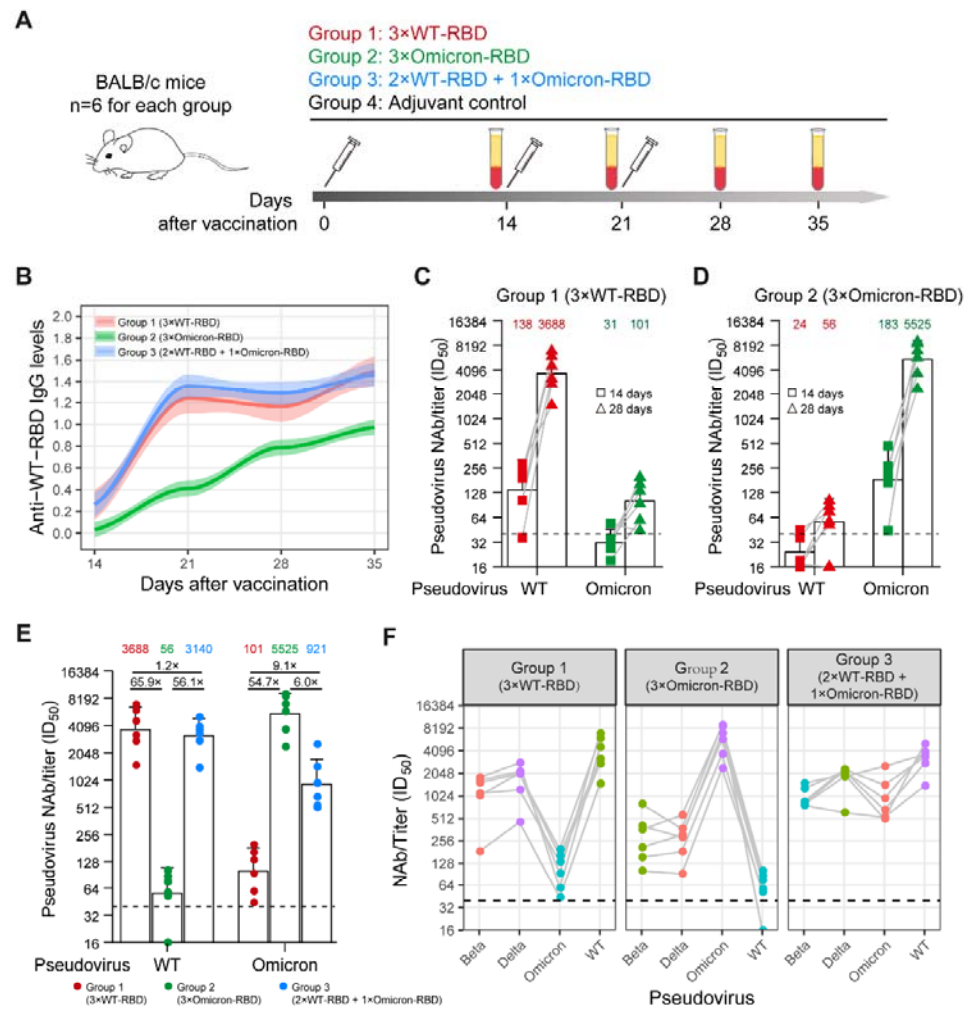 A
Group 1: 3×WT-RBD
Group 2: 3×Omicron-RBD
Group 3: 2×WT-RBD + 1×Omicron-RBD
Group 4: Adjuvant control
BALB/c mice
n=6 for each group
Days
after vaccination
0 14 21 28 35
B
Group 1 (3×WT-RBD)
Group 2 (3×Omicron-RBD)
Group 3 (2×WT-RBD + 1×Omicron-RBD)
Anti-WT-RBD IgG levels
2.0
1.8
1.6
1.4
1.2
1.0
0.8
0.6
0.4
0.2
0.0
14 21 28 35
Days after vaccination
C
Group 1 (3×WT-RBD)
138 3688 31 101
Pseudovirus NAb/titer (ID50)
16384
8192
4096
2048
1024
512
256
128
64
32
16
14 days
28 days
Pseudovirus WT Omicron
D
Group 2 (3×Omicron-RBD)
24 56 183 5525
Pseudovirus NAb/titer (ID50)
16384
8192
4096
2048
1024
512
256
128
64
32
16
14 days
28 days
Pseudovirus WT Omicron
E
3688 56 3140 101 5525 921
1.2× 9.1×
65.9× 56.1× 54.7× 6.0×
Pseudovirus NAb/titer (ID50)
16384
8192
4096
2048
1024
512
256
128
64
32
16
Pseudovirus WT Omicron
Group 1 (3×WT-RBD)
Group 2 (3×Omicron-RBD)
Group 3 (2×WT-RBD + 1×Omicron-RBD)
F
Group 1 (3×WT-RBD)
Group 2 (3×Omicron-RBD)
Group 3 (2×WT-RBD + 1×Omicron-RBD)
NAb/Titer (ID50)
16384
8192
4096
2048
1024
512
256
128
64
32
16
Beta Delta Omicron WT Beta Delta Omicron WT Beta Delta Omicron WT
Pseudovirus